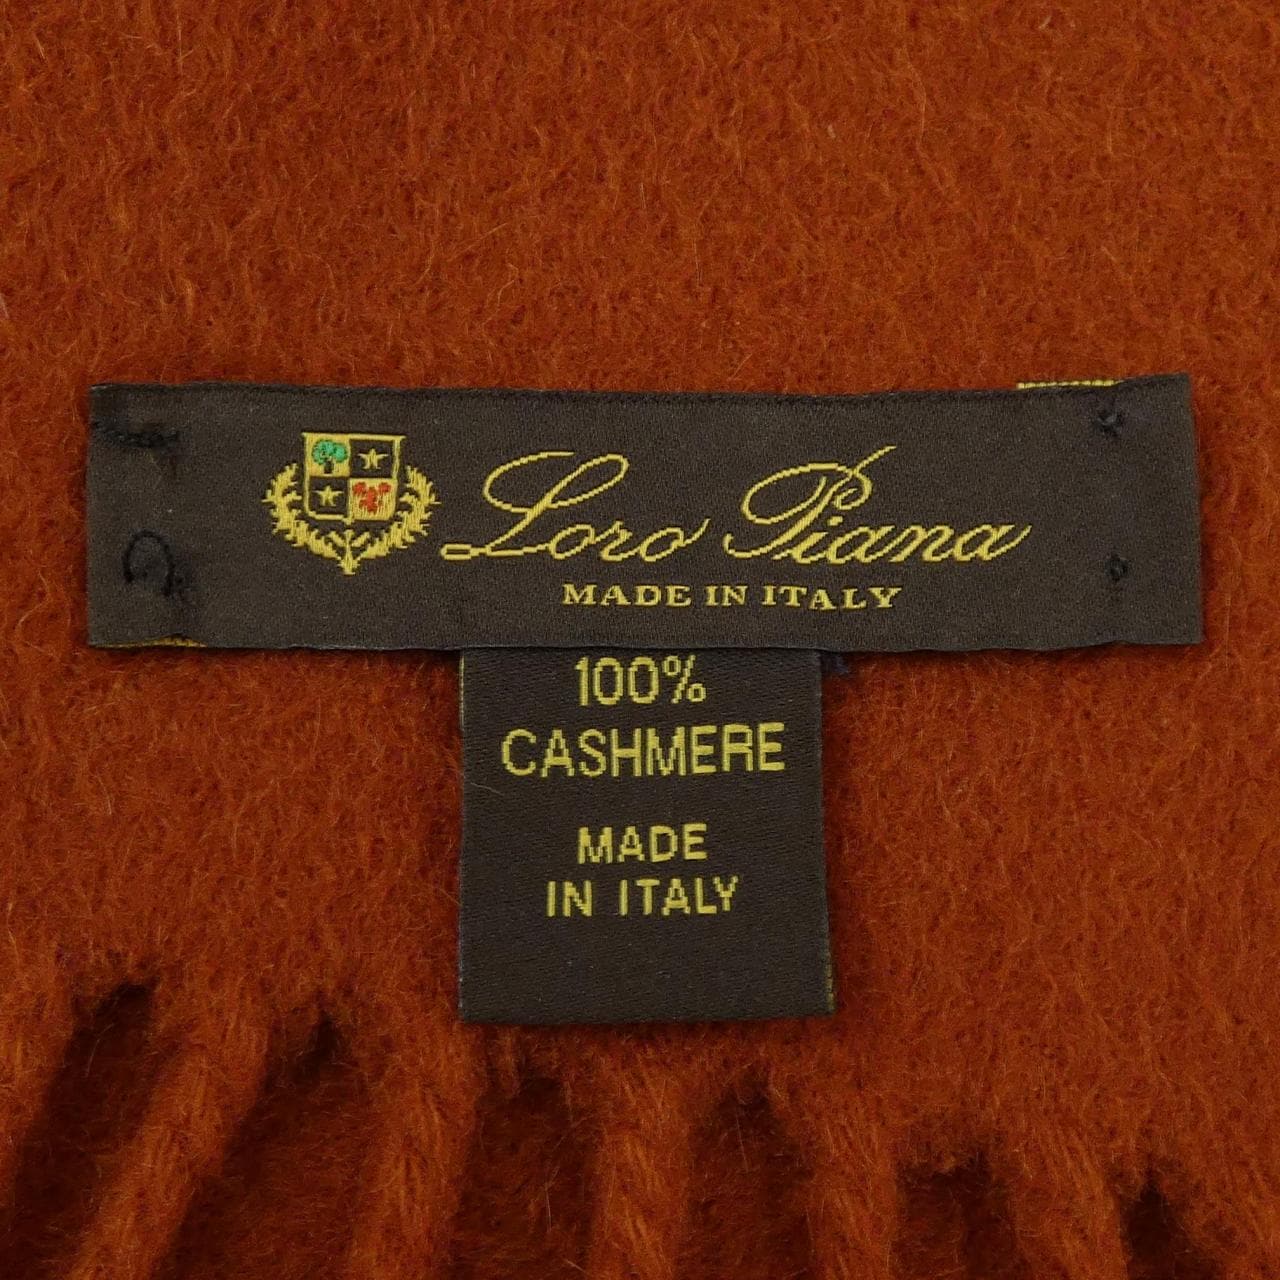 Loro Piana
MADE IN ITALY
100%
CASHMERE
MADE
IN ITALY